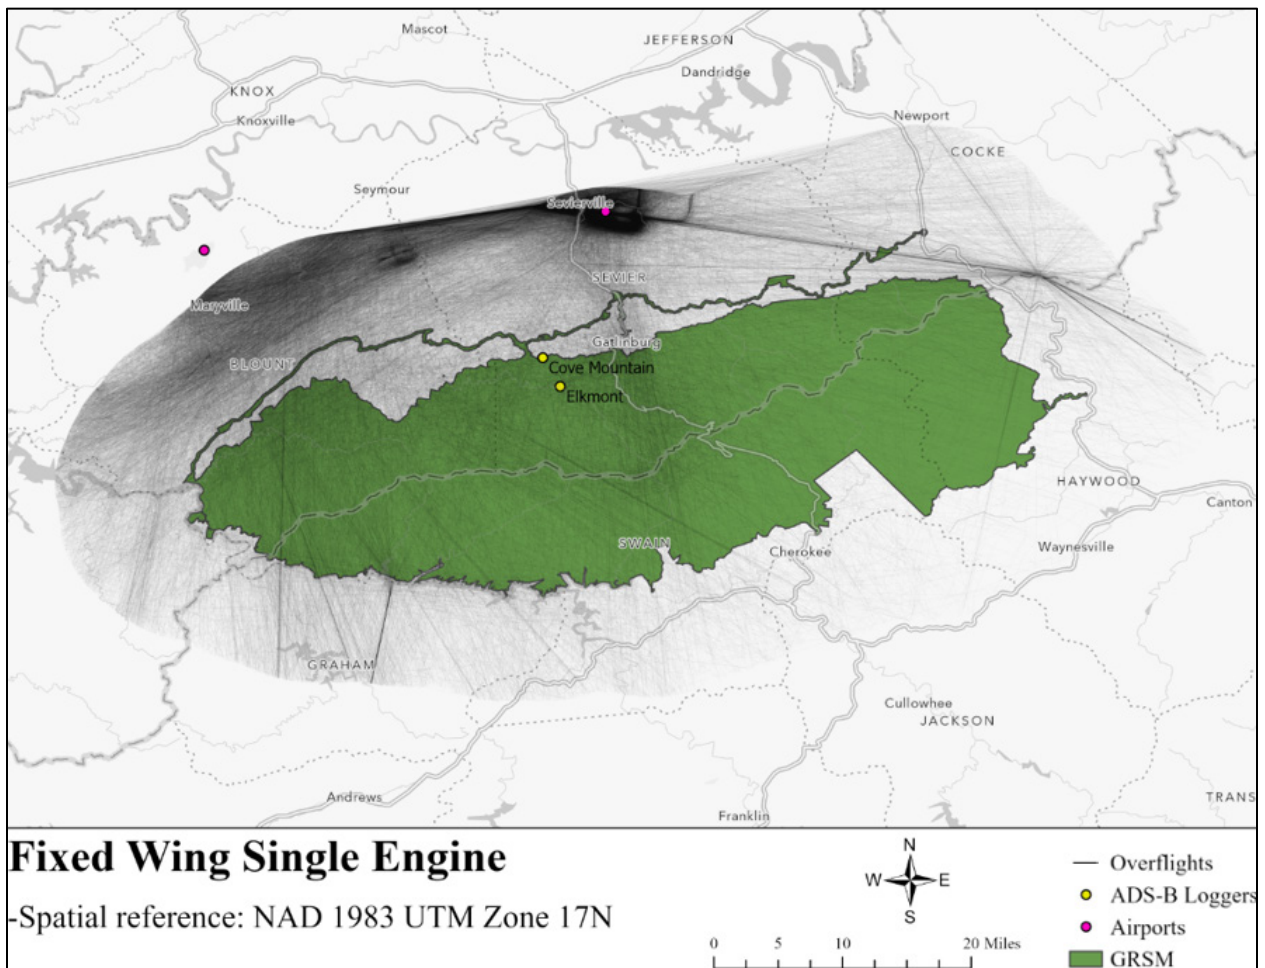 Mascot
JEFFERSON
Dandridge
KNOX
Knoxville
Newport
COCKE
Seymour
Sevierville
SEVIER
Maryville
Gatlinburg
BLOUNT
Cove Mountain
Elkmont
HAYWOOD
Canton
SWAIN
Cherokee
Waynesville
GRAHAM
Cullowhee
JACKSON
Andrews
Franklin
TRANS
Fixed Wing Single Engine
-Spatial reference: NAD 1983 UTM Zone 17N
N
W E
S
0 5 10 20 Miles
Overflights
ADS-B Loggers
Airports
GRSM